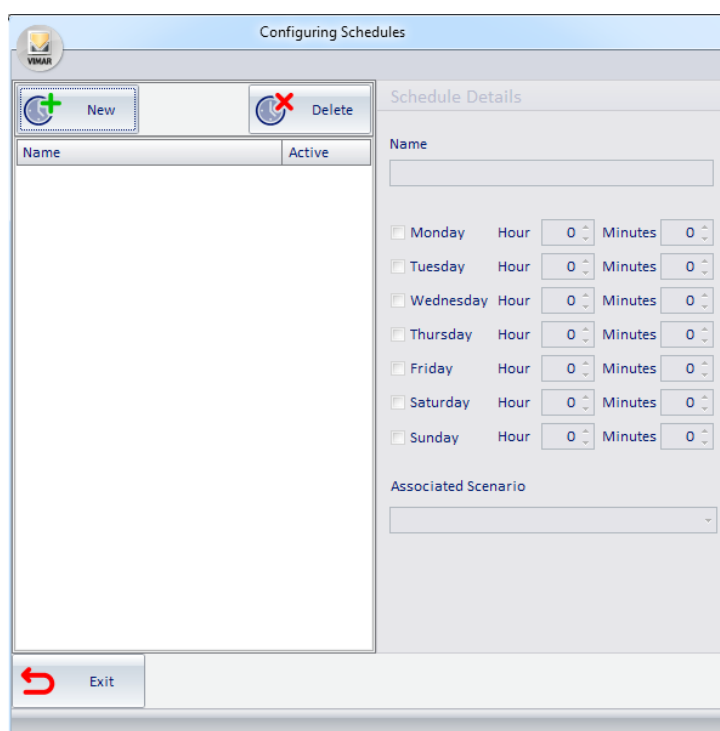 Configuring Schedules
VIMAR
New
Delete
Name
Active
Schedule Details
Name
Monday Hour 0 Minutes 0
Tuesday Hour 0 Minutes 0
Wednesday Hour 0 Minutes 0
Thursday Hour 0 Minutes 0
Friday Hour 0 Minutes 0
Saturday Hour 0 Minutes 0
Sunday Hour 0 Minutes 0
Associated Scenario
Exit